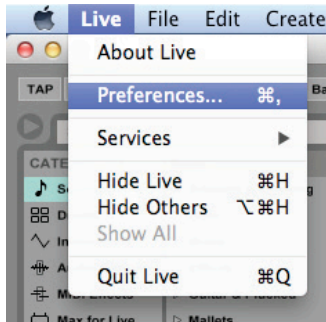 Live File Edit Create
About Live
TAP
Preferences... ⌘,
Services ▶
CATE
Hide Live ⌘H
Hide Others ⌥⌘H
Show All
Quit Live ⌘Q
Max for Live
Mallets